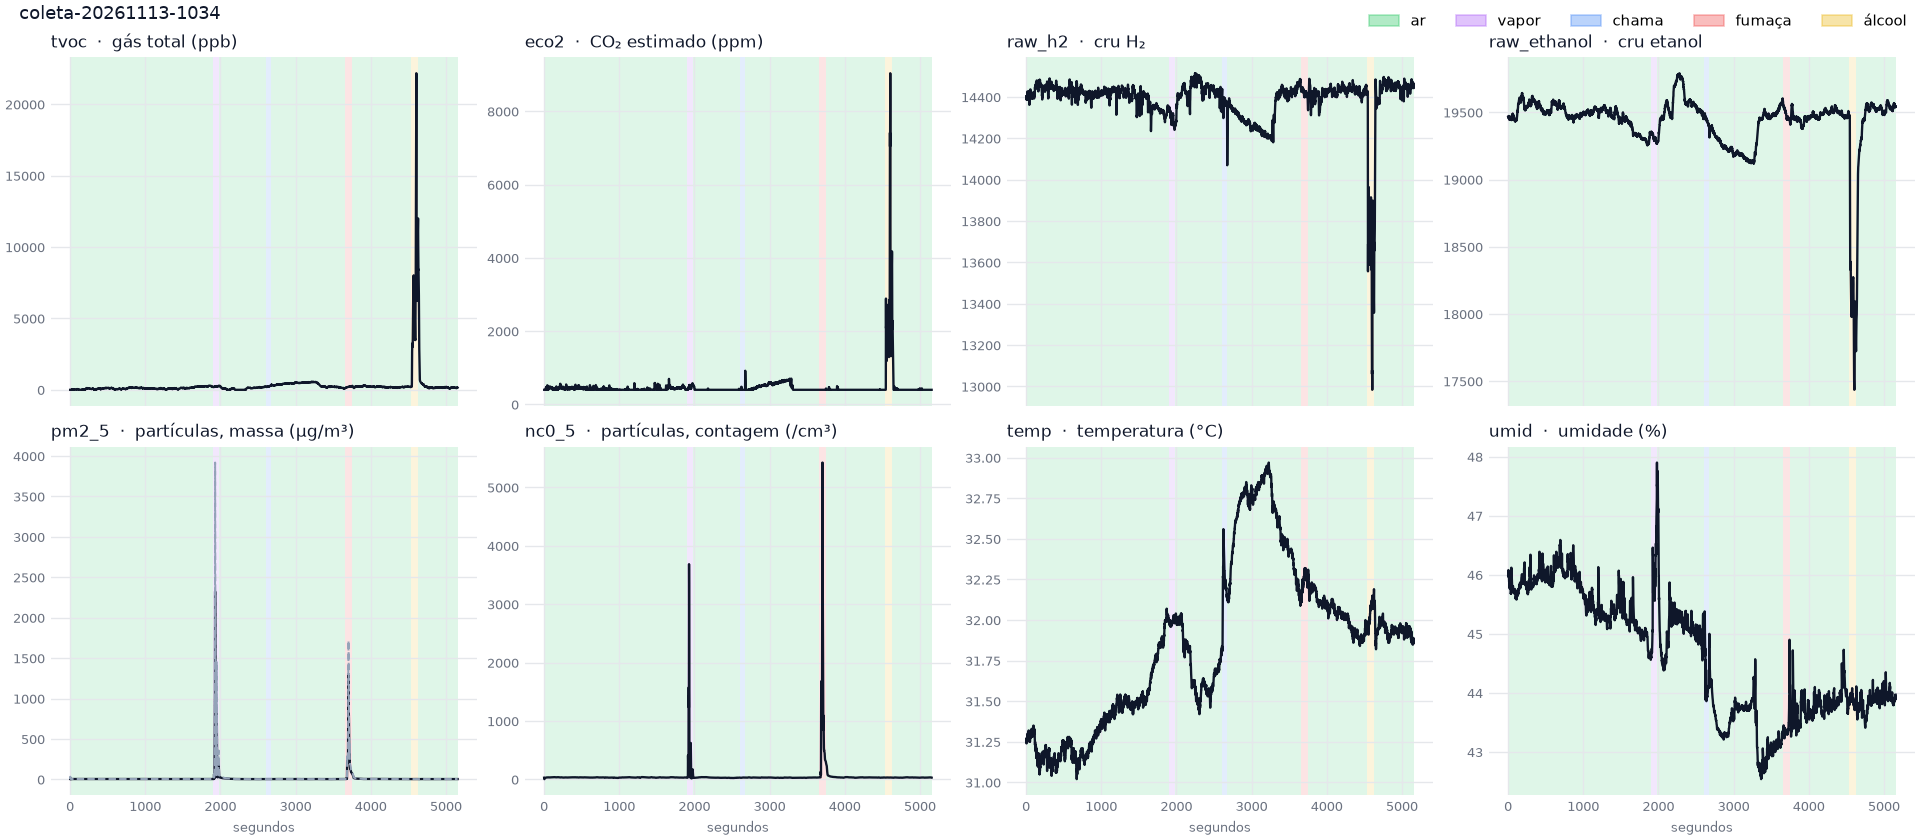 coleta-20261113-1034
ar vapor chama fumaça álcool
tvoc · gás total (ppb)
20000
15000
10000
5000
0
eco2 · CO₂ estimado (ppm)
8000
6000
4000
2000
0
raw_h2 · cru H₂
14400
14200
14000
13800
13600
13400
13200
13000
raw_ethanol · cru etanol
19500
19000
18500
18000
17500
pm2_5 · partículas, massa (µg/m³)
4000
3500
3000
2500
2000
1500
1000
500
0
0 1000 2000 3000 4000 5000
segundos
nc0_5 · partículas, contagem (/cm³)
5000
4000
3000
2000
1000
0
0 1000 2000 3000 4000 5000
segundos
temp · temperatura (°C)
33.00
32.75
32.50
32.25
32.00
31.75
31.50
31.25
31.00
0 1000 2000 3000 4000 5000
segundos
umid · umidade (%)
48
47
46
45
44
43
0 1000 2000 3000 4000 5000
segundos